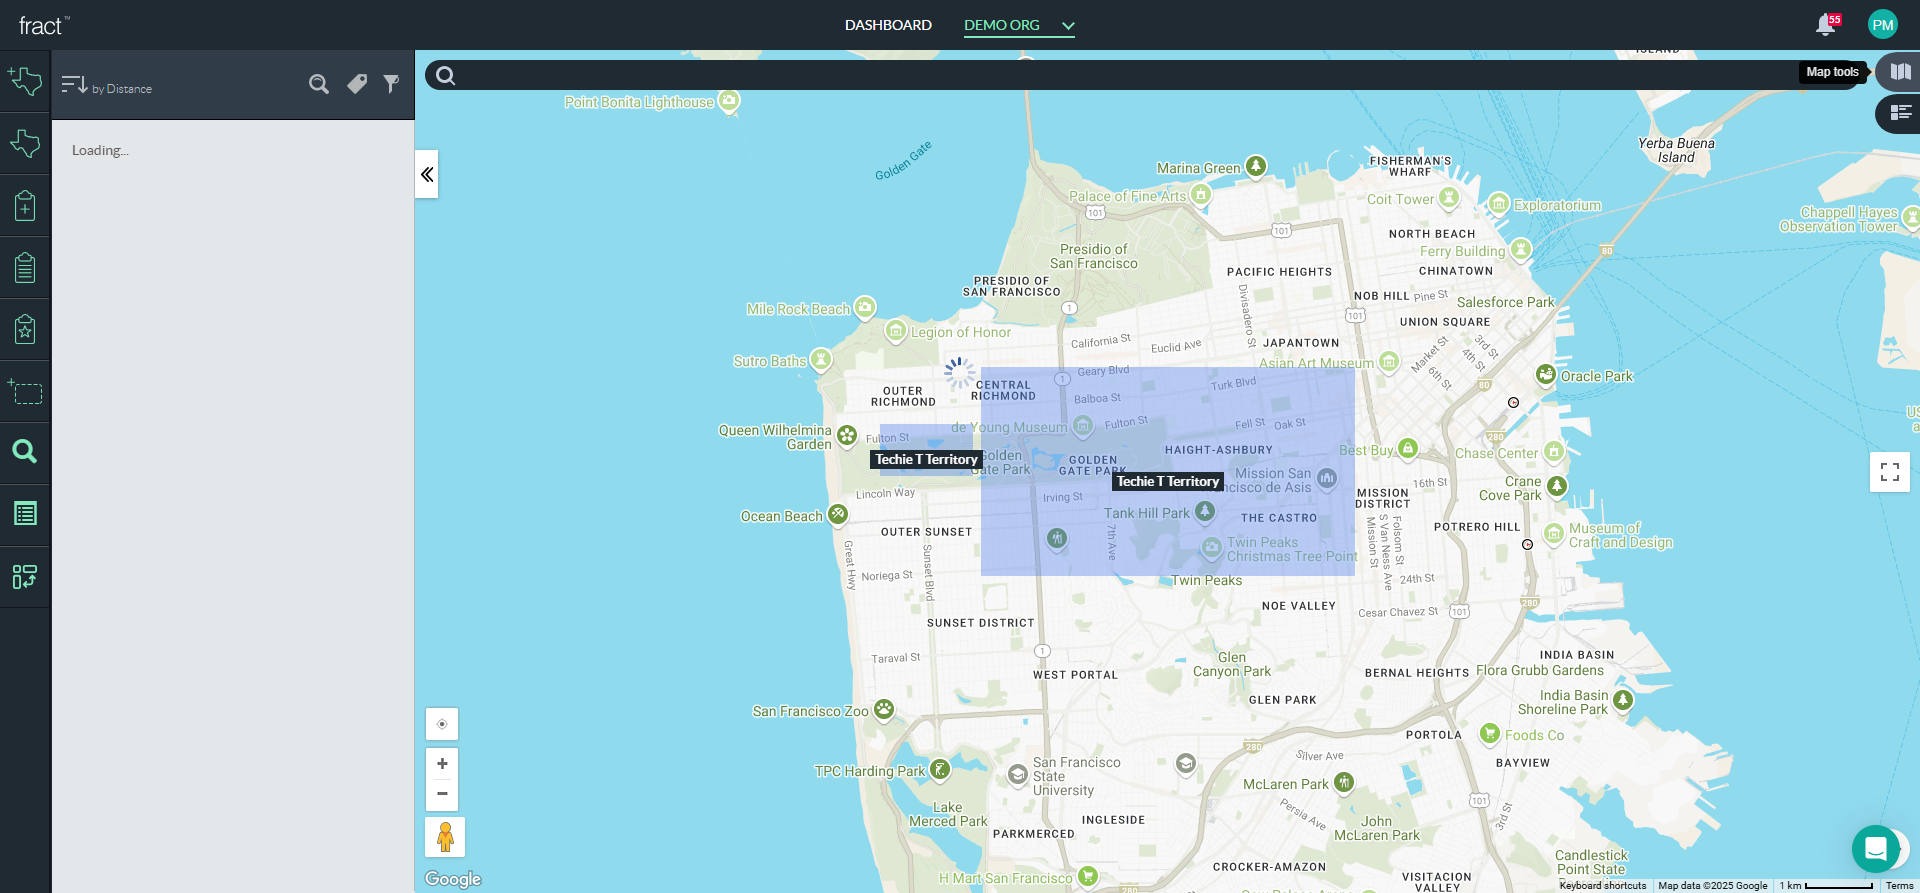 fract™
DASHBOARD
DEMO ORG
55
PM
by Distance
Loading...
Map tools
ISLAND
Point Bonita Lighthouse
Golden Gate
Yerba Buena
Island
Marina Green
FISHERMAN'S
WHARF
Palace of Fine Arts
101
Coit Tower
Exploratorium
Chappell Hayes
Observation Tower
101
NORTH BEACH
Presidio of
San Francisco
Ferry Building
80
PACIFIC HEIGHTS
CHINATOWN
PRESIDIO OF
SAN FRANCISCO
Divisadero St
NOB HILL
Pine St
Salesforce Park
Mile Rock Beach
1
101
UNION SQUARE
Legion of Honor
California St
Euclid Ave
JAPANTOWN
Market St
3rd St
4th St
6th St
Sutro Baths
Asian Art Museum
Geary Blvd
1
Turk Blvd
80
Oracle Park
OUTER
RICHMOND
CENTRAL
RICHMOND
Balboa St
Fulton St
Fell St
Oak St
Queen Wilhelmina
Garden
Fulton St
de Young Museum
280
Techie T Territory
Golden
Gate Park
GOLDEN
GATE PARK
HAIGHT-ASHBURY
Best Buy
Chase Center
Techie T Territory
Mission San
Francisco de Asis
16th St
Crane
Cove Park
Lincoln Way
Irving St
MISSION
DISTRICT
Ocean Beach
Tank Hill Park
THE CASTRO
POTRERO HILL
Museum of
Craft and Design
OUTER SUNSET
7th Ave
Folsom St
S Van Ness Ave
Mission St
Great Hwy
Sunset Blvd
Twin Peaks
Christmas Tree Point
Noriega St
Twin Peaks
24th St
NOE VALLEY
Cesar Chavez St
101
280
SUNSET DISTRICT
1
Taraval St
WEST PORTAL
Glen
Canyon Park
INDIA BASIN
BERNAL HEIGHTS
Flora Grubb Gardens
GLEN PARK
India Basin
Shoreline Park
San Francisco Zoo
PORTOLA
Foods Co
280
Silver Ave
BAYVIEW
TPC Harding Park
San Francisco
State
University
McLaren Park
Persia Ave
101
3rd St
Lake
Merced Park
PARKMERCED
INGLESIDE
John
McLaren Park
CROCKER-AMAZON
Candlestick
Point State
H Mart San Francisco
VISITACION
VALLEY
Google
Keyboard shortcuts
Map data ©2025 Google
1 km
Terms